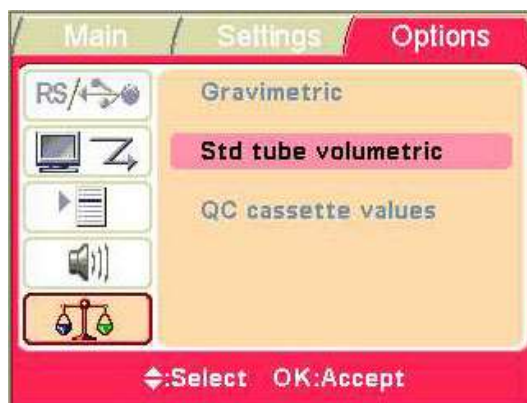 Main Settings Options
RS/
Gravimetric
Std tube volumetric
QC cassette values
:Select OK:Accept